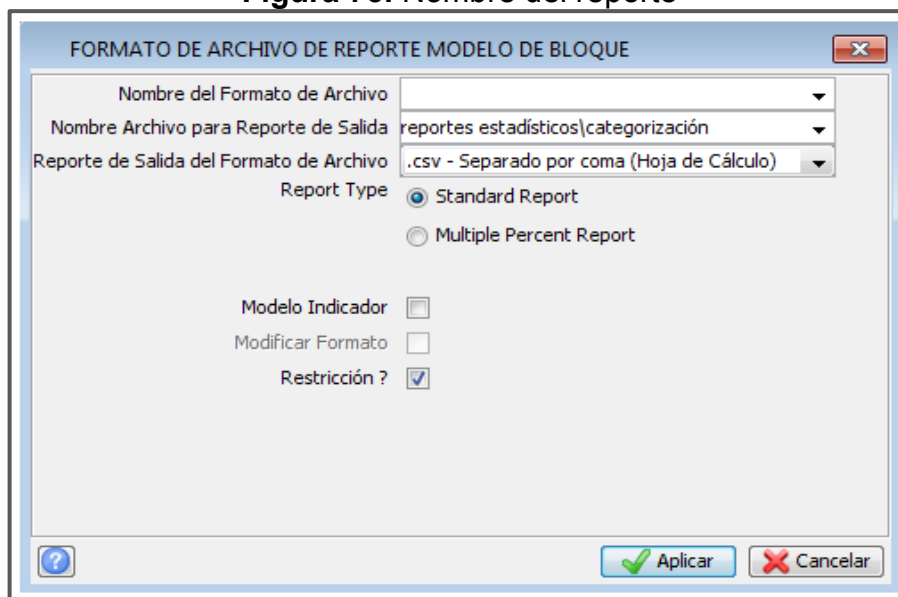 Figura 78. Nombre del reporte
FORMATO DE ARCHIVO DE REPORTE MODELO DE BLOQUE
Nombre del Formato de Archivo
Nombre Archivo para Reporte de Salida reportes estadísticos\categorización
Reporte de Salida del Formato de Archivo .csv - Separado por coma (Hoja de Cálculo)
Report Type Standard Report
Multiple Percent Report
Modelo Indicador
Modificar Formato
Restricción ?
? Aplicar Cancelar